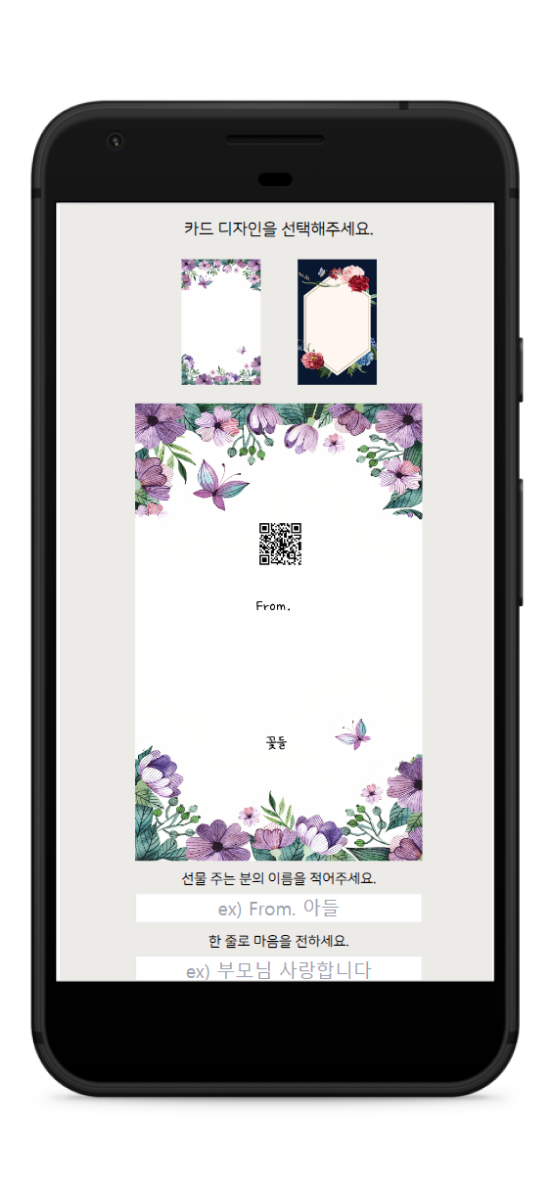 카드 디자인을 선택해주세요.
From.
꽃들
선물 주는 분의 이름을 적어주세요.
ex) From. 아들
한 줄로 마음을 전하세요.
ex) 부모님 사랑합니다